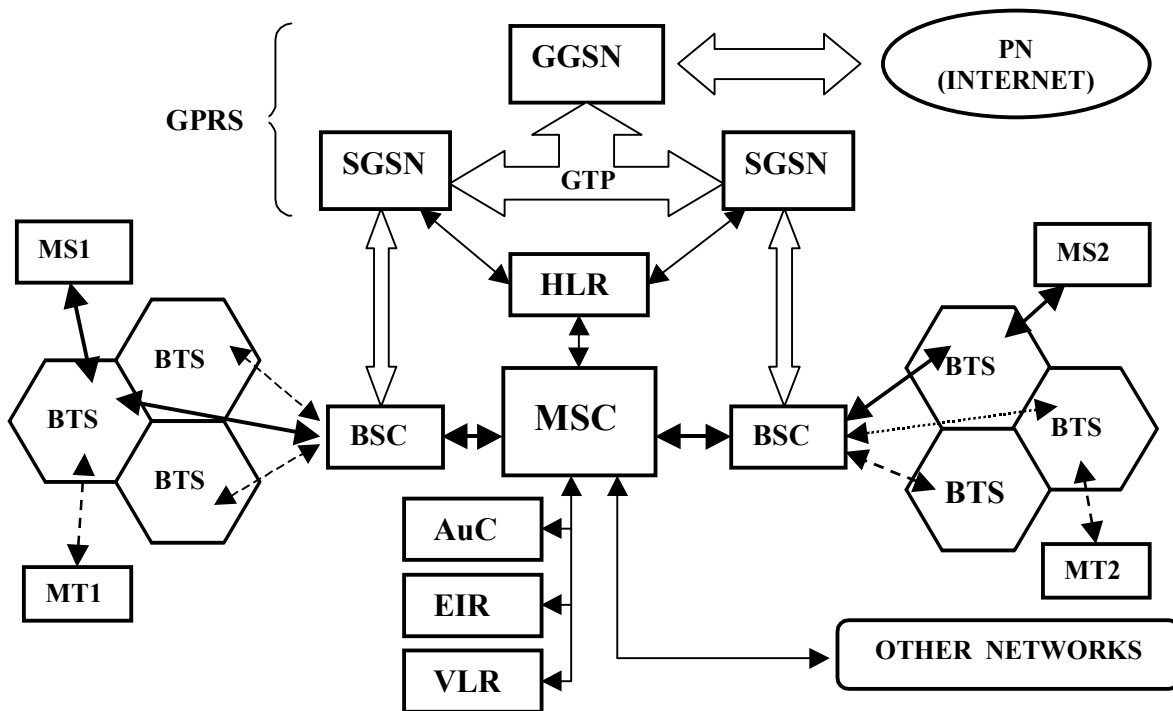 GGSN
PN
(INTERNET)
GPRS
SGSN
GTP
SGSN
MS1
HLR
MS2
BTS
BTS
BTS
BSC
MSC
BSC
BTS
BTS
BTS
AuC
MT1
EIR
MT2
VLR
OTHER NETWORKS